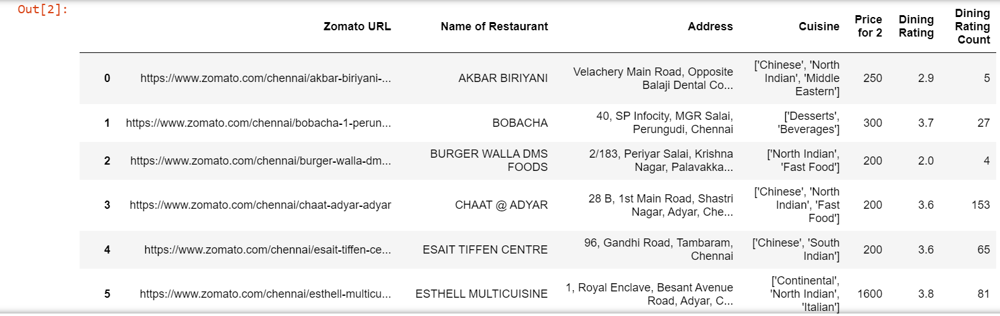 Out[2]:
Zomato URL Name of Restaurant Address Cuisine Price for 2 Dining Rating Dining Rating Count
0 https://www.zomato.com/chennai/akbar-biriyani-... AKBAR BIRIYANI Velachery Main Road, Opposite Balaji Dental Co... ['Chinese', 'North Indian', 'Middle Eastern'] 250 2.9 5
1 https://www.zomato.com/chennai/bobacha-1-perun... BOBACHA 40, SP Infocity, MGR Salai, Perungudi, Chennai ['Desserts', 'Beverages'] 300 3.7 27
2 https://www.zomato.com/chennai/burger-walla-dm... BURGER WALLA DMS FOODS 2/183, Periyar Salai, Krishna Nagar, Palavakka... ['North Indian', 'Fast Food'] 200 2.0 4
3 https://www.zomato.com/chennai/chaat-adyar-adyar CHAAT @ ADYAR 28 B, 1st Main Road, Shastri Nagar, Adyar, Che... ['Chinese', 'North Indian', 'Fast Food'] 200 3.6 153
4 https://www.zomato.com/chennai/esait-tiffen-ce... ESAIT TIFFEN CENTRE 96, Gandhi Road, Tambaram, Chennai ['Chinese', 'South Indian'] 200 3.6 65
5 https://www.zomato.com/chennai/esthell-multicu... ESTHELL MULTICUISINE 1, Royal Enclave, Besant Avenue Road, Adyar, C... ['Continental', 'North Indian', 'Italian'] 1600 3.8 81